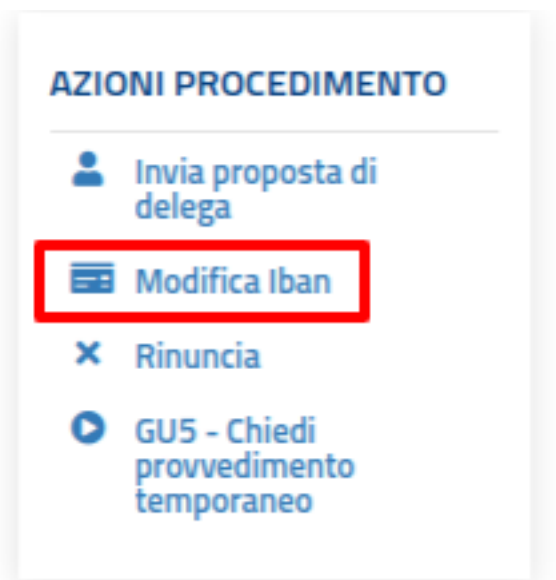 AZIONI PROCEDIMENTO
Invia proposta di
delega
Modifica Iban
Rinuncia
GU5 - Chiedi
provvedimento
temporaneo